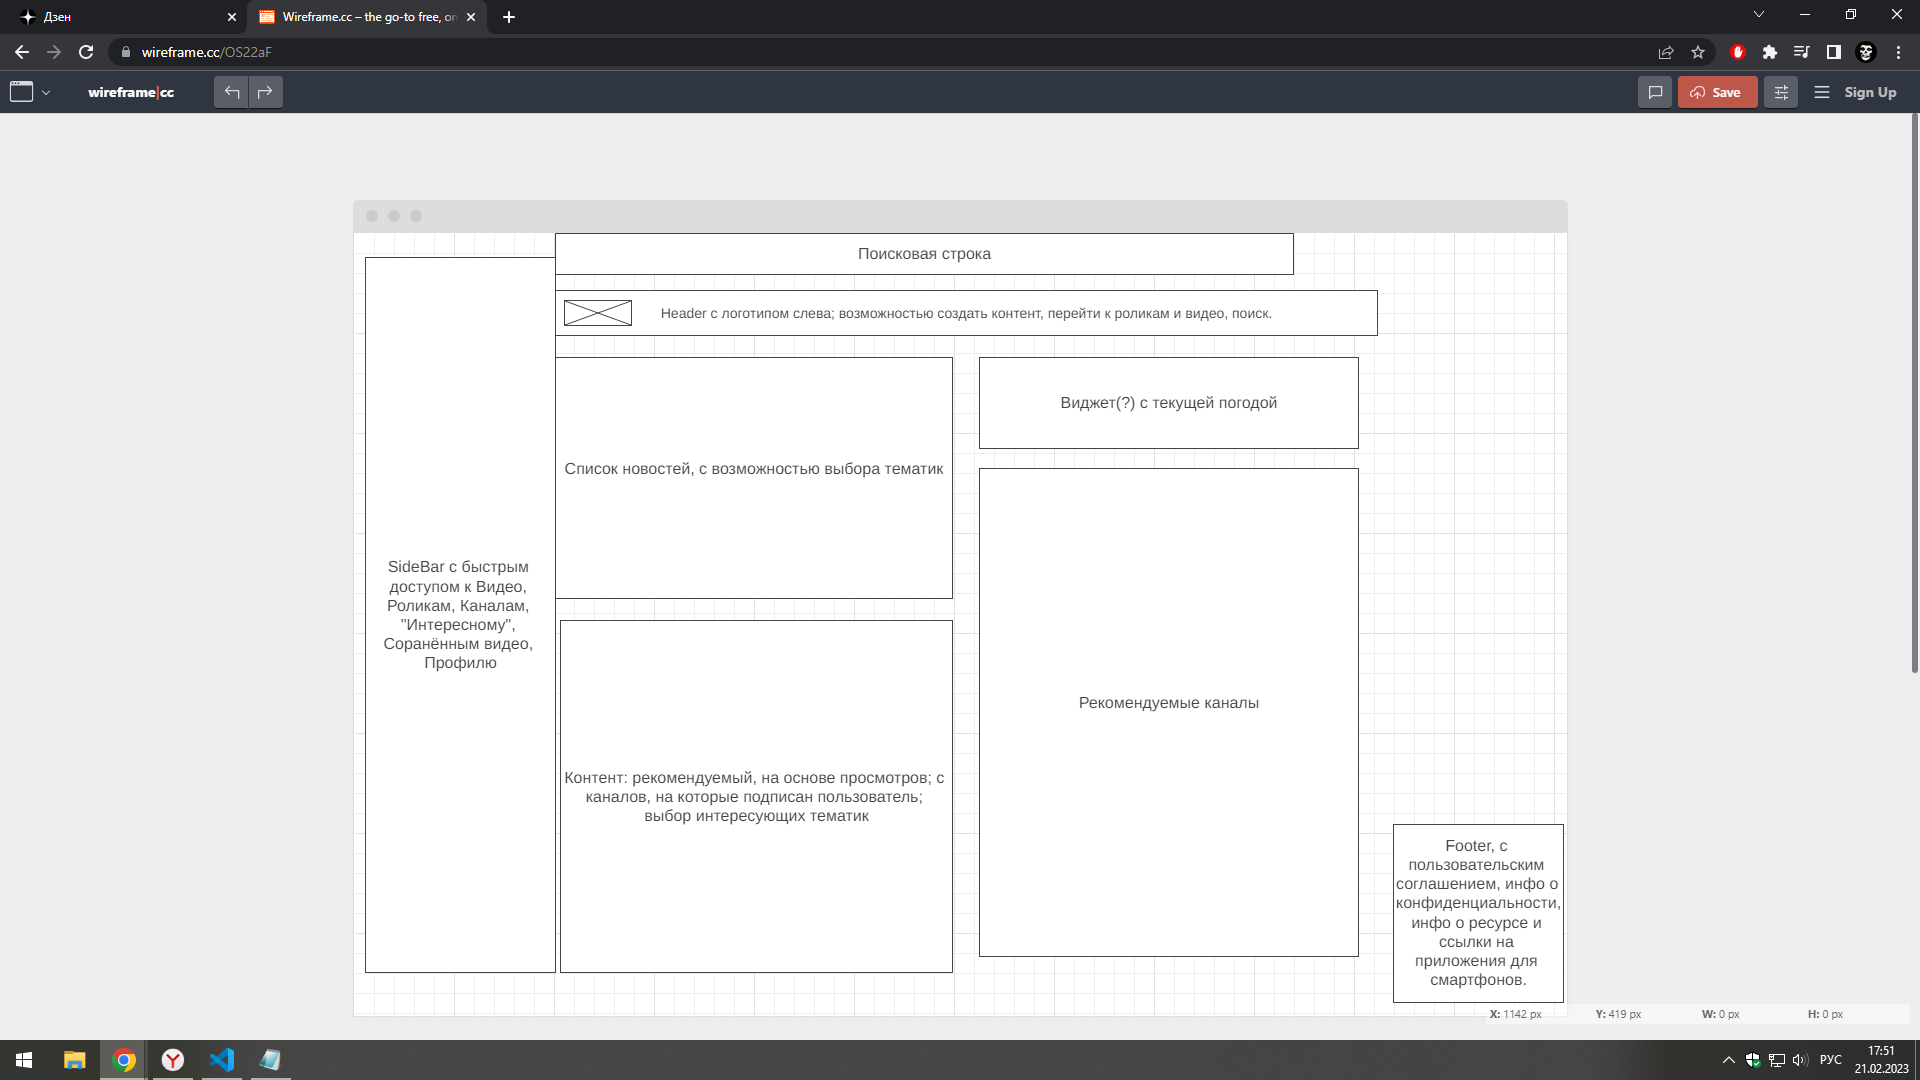 Дзен
Wireframe.cc – the go-to free, on
wireframe.cc/OS22aF
wireframe|cc
Save
Sign Up
Поисковая строка
Header с логотипом слева; возможностью создать контент, перейти к роликам и видео, поиск.
Список новостей, с возможностью выбора тематик
Виджет(?) с текущей погодой
SideBar с быстрым
доступом к Видео,
Роликам, Каналам,
"Интересному",
Соранённым видео,
Профилю
Рекомендуемые каналы
Контент: рекомендуемый, на основе просмотров; с
каналов, на которые подписан пользователь;
выбор интересующих тематик
Footer, с
пользовательским
соглашением, инфо о
конфиденциальности,
инфо о ресурсе и
ссылки на
приложения для
смартфонов.
X: 1142 px Y: 419 px W: 0 px H: 0 px
РУС
17:51
21.02.2023